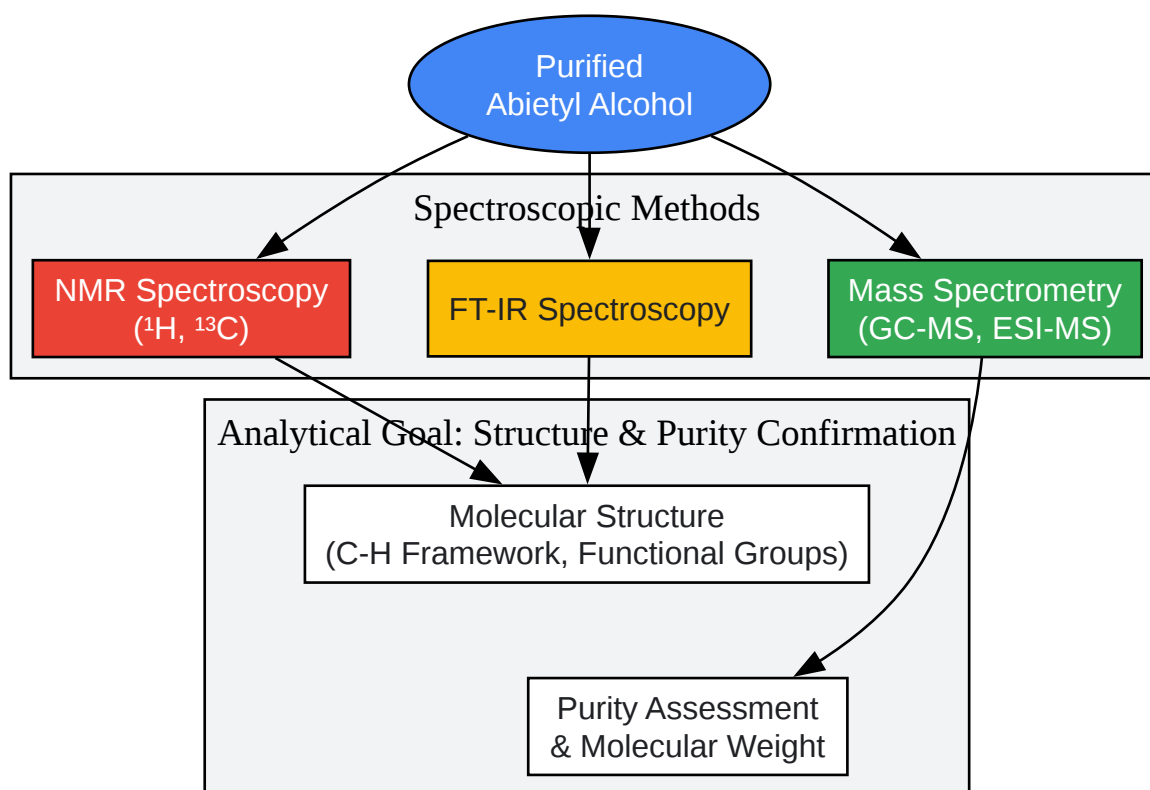 Purified
Abietyl Alcohol
Spectroscopic Methods
NMR Spectroscopy
(¹H, ¹³C)
FT-IR Spectroscopy
Mass Spectrometry
(GC-MS, ESI-MS)
Analytical Goal: Structure & Purity Confirmation
Molecular Structure
(C-H Framework, Functional Groups)
Purity Assessment
& Molecular Weight